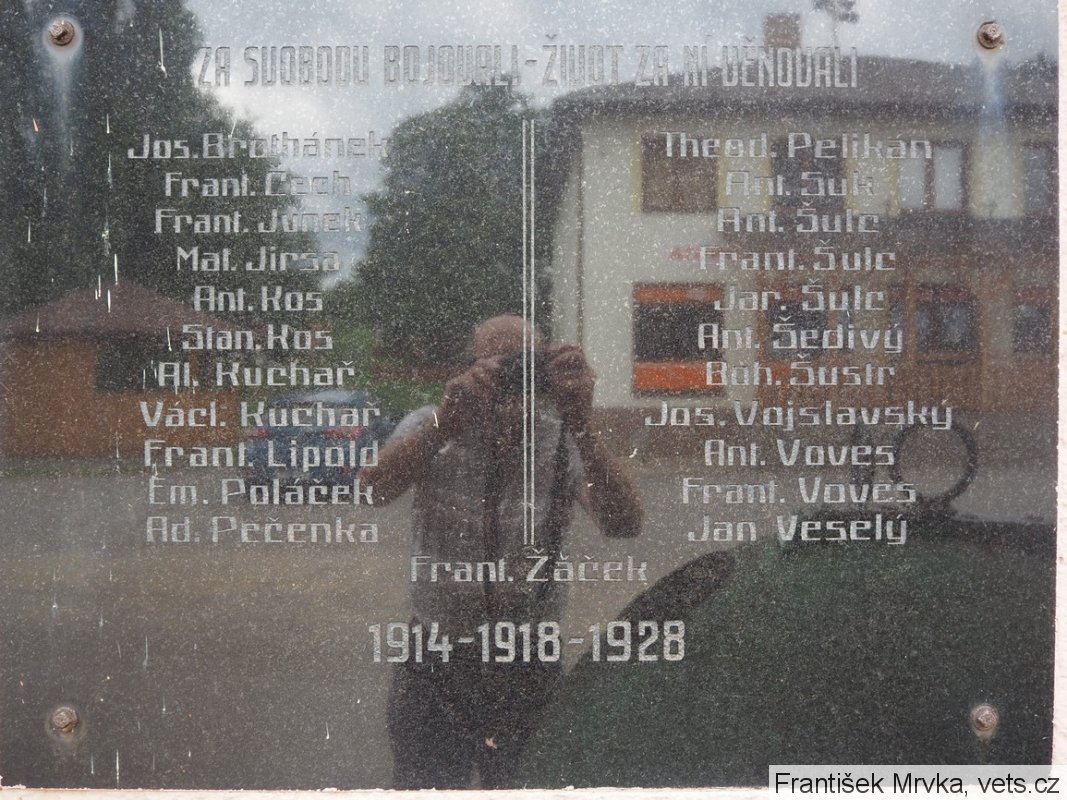 ZA SVOBODU BOJOVALI - ŽIVOT ZA NÍ VĚNOVALI
Jos. Brothánek
Frant. Čech
Frant. Junek
Mat. Jirsa
Ant. Kos
Stan. Kos
Al. Kuchař
Václ. Kuchař
Frant. Lipold
Em. Poláček
Ad. Pečenka
Theod. Pelikán
Ant. Suk
Ant. Šulc
Frant. Šulc
Jar. Šulc
Ant. Šedivý
Boh. Šustr
Jos. Vojslavský
Ant. Voves
Frant. Voves
Jan Veselý
Frant. Žáček
1914 - 1918 - 1928
František Mrvka, vets.cz